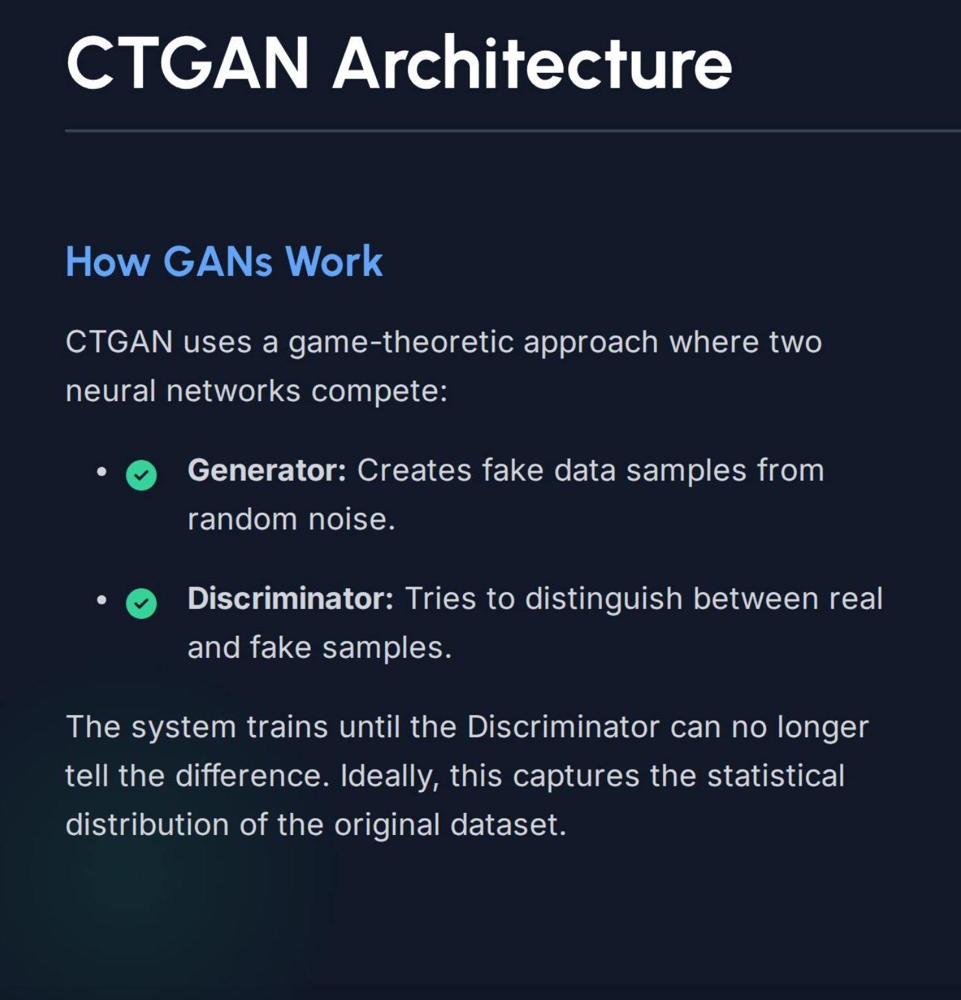 CTGAN Architecture
How GANs Work
CTGAN uses a game-theoretic approach where two
neural networks compete:
• Generator: Creates fake data samples from
random noise.
• Discriminator: Tries to distinguish between real
and fake samples.
The system trains until the Discriminator can no longer
tell the difference. Ideally, this captures the statistical
distribution of the original dataset.